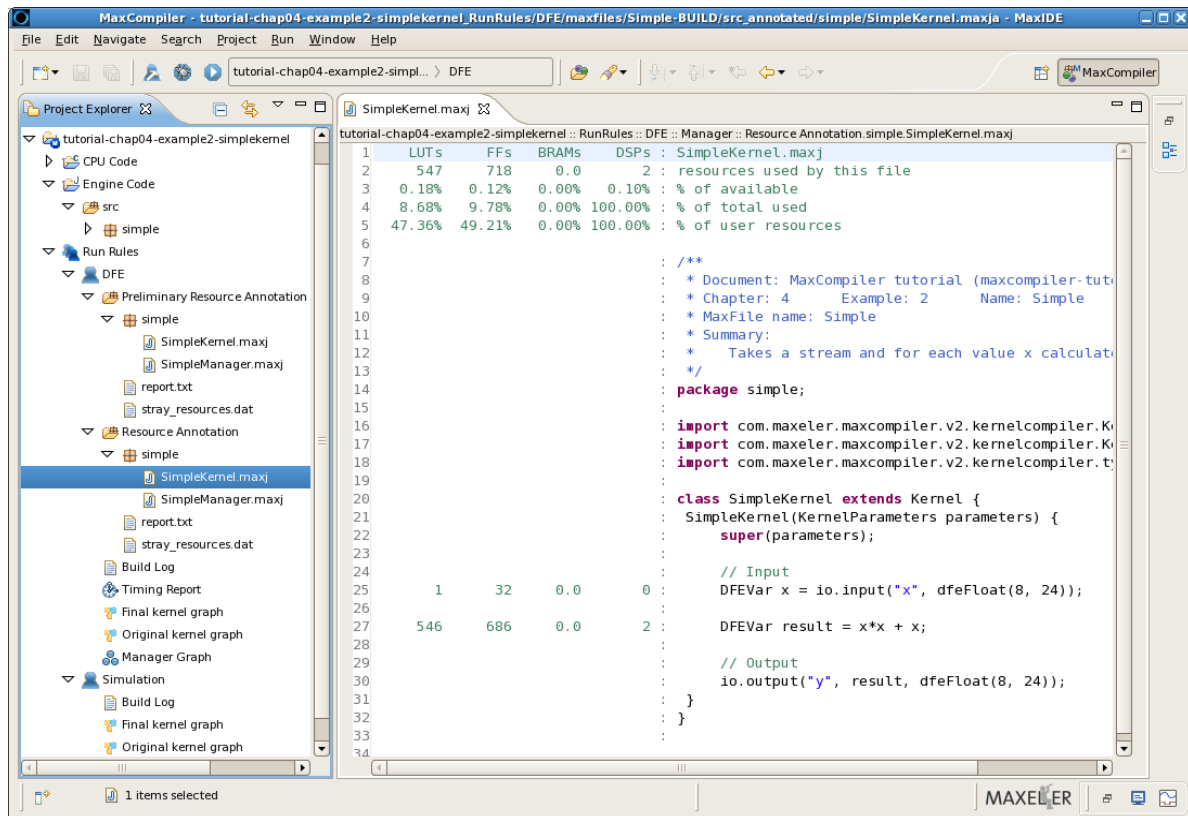 MaxCompiler - tutorial-chap04-example2-simplekernel_RunRules/DFE/maxfiles/Simple-BUILD/src_annotated/simple/SimpleKernel.maxja - MaxIDE
File Edit Navigate Search Project Run Window Help
tutorial-chap04-example2-simpl... 〉 DFE
MaxCompiler
Project Explorer
tutorial-chap04-example2-simplekernel
CPU Code
Engine Code
src
simple
Run Rules
DFE
Preliminary Resource Annotation
simple
SimpleKernel.maxj
SimpleManager.maxj
report.txt
stray_resources.dat
Resource Annotation
simple
SimpleKernel.maxj
SimpleManager.maxj
report.txt
stray_resources.dat
Build Log
Timing Report
Final kernel graph
Original kernel graph
Manager Graph
Simulation
Build Log
Final kernel graph
Original kernel graph
SimpleKernel.maxj
tutorial-chap04-example2-simplekernel :: RunRules :: DFE :: Manager :: Resource Annotation.simple.SimpleKernel.maxj
1 LUTs FFs BRAMs DSPs : SimpleKernel.maxj
2 547 718 0.0 2 : resources used by this file
3 0.18% 0.12% 0.00% 0.10% : % of available
4 8.68% 9.78% 0.00% 100.00% : % of total used
5 47.36% 49.21% 0.00% 100.00% : % of user resources
6
7 : /**
8 : * Document: MaxCompiler tutorial (maxcompiler-tut
9 : * Chapter: 4 Example: 2 Name: Simple
10 : * MaxFile name: Simple
11 : * Summary:
12 : * Takes a stream and for each value x calculat
13 : */
14 : package simple;
15 :
16 : import com.maxeler.maxcompiler.v2.kernelcompiler.K
17 : import com.maxeler.maxcompiler.v2.kernelcompiler.K
18 : import com.maxeler.maxcompiler.v2.kernelcompiler.ty
19 :
20 : class SimpleKernel extends Kernel {
21 : SimpleKernel(KernelParameters parameters) {
22 : super(parameters);
23 :
24 : // Input
25 1 32 0.0 0 : DFEVar x = io.input("x", dfeFloat(8, 24));
26 :
27 546 686 0.0 2 : DFEVar result = x*x + x;
28 :
29 : // Output
30 : io.output("y", result, dfeFloat(8, 24));
31 : }
32 : }
33 :
34
1 items selected
MAXELER